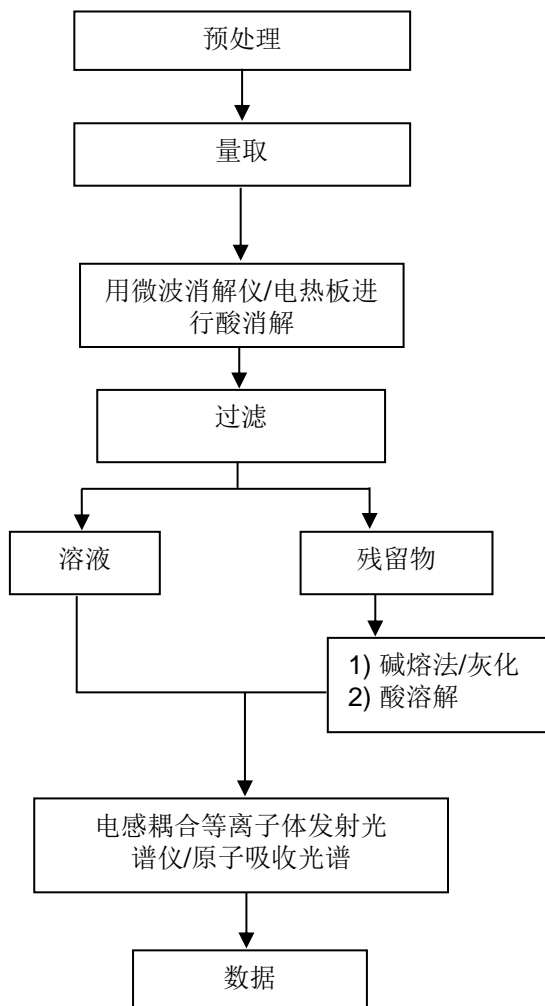 预处理
量取
用微波消解仪/电热板进
行酸消解
过滤
溶液
残留物
1) 碱熔法/灰化
2) 酸溶解
电感耦合等离子体发射光
谱仪/原子吸收光谱
数据